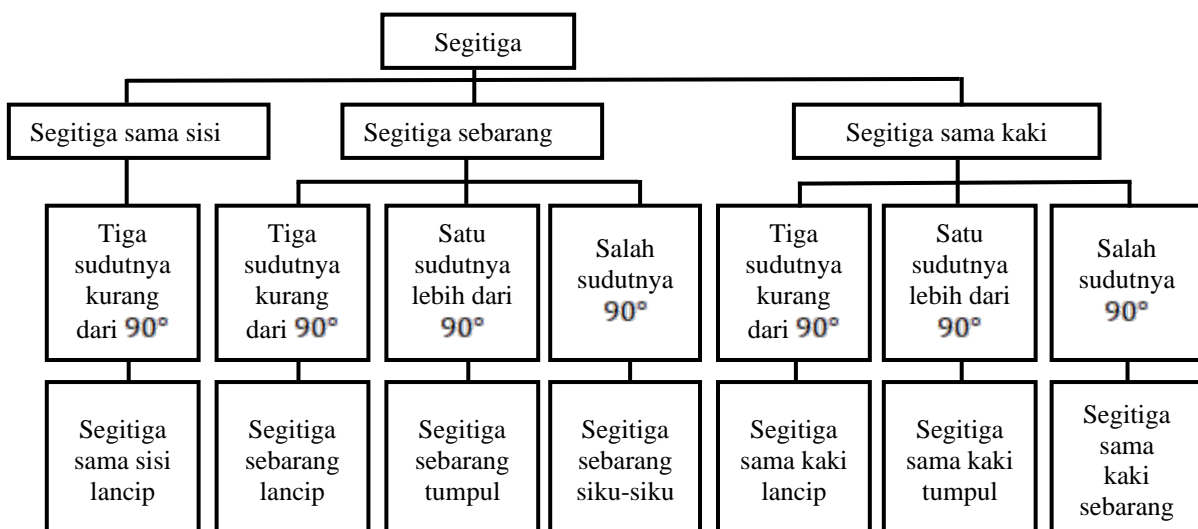 Segitiga
Segitiga sama sisi
Segitiga sebarang
Segitiga sama kaki
Tiga
sudutnya
kurang
dari 90°
Tiga
sudutnya
kurang
dari 90°
Satu
sudutnya
lebih dari
90°
Salah
sudutnya
90°
Tiga
sudutnya
kurang
dari 90°
Satu
sudutnya
lebih dari
90°
Salah
sudutnya
90°
Segitiga
sama sisi
lancip
Segitiga
sebarang
lancip
Segitiga
sebarang
tumpul
Segitiga
sebarang
siku-siku
Segitiga
sama kaki
lancip
Segitiga
sama kaki
tumpul
Segitiga
sama
kaki
sebarang